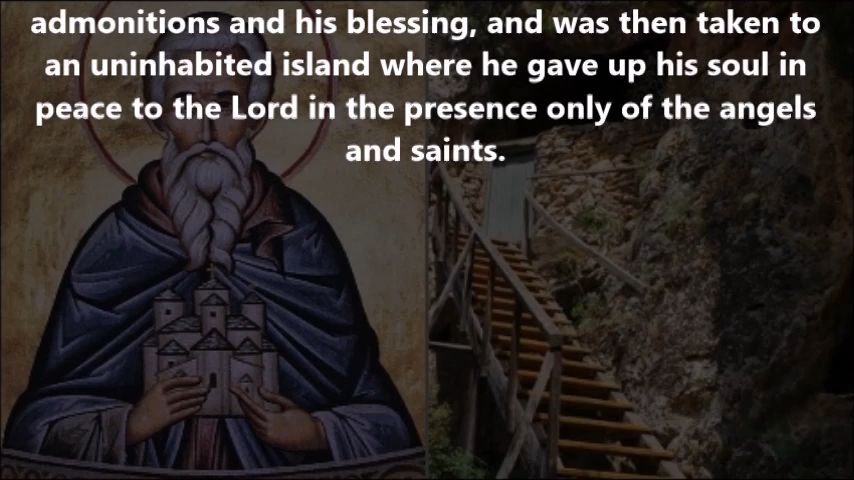 admonitions and his blessing, and was then taken to
an uninhabited island where he gave up his soul in
peace to the Lord in the presence only of the angels
and saints.